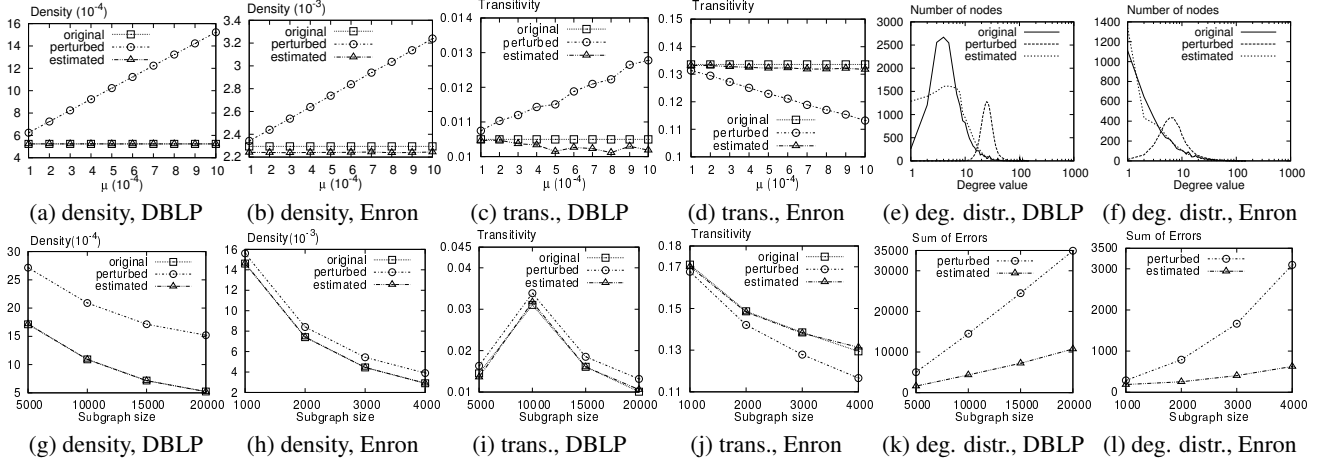 Density (10^-4)
original
perturbed
estimated
16
14
12
10
8
6
4
1 2 3 4 5 6 7 8 9 10
μ (10^-4)
(a) density, DBLP
Density (10^-3)
original
perturbed
estimated
3.4
3.2
3
2.8
2.6
2.4
2.2
1 2 3 4 5 6 7 8 9 10
μ (10^-4)
(b) density, Enron
Transitivity
original
perturbed
estimated
0.014
0.013
0.012
0.011
0.01
1 2 3 4 5 6 7 8 9 10
μ (10^-4)
(c) trans., DBLP
Transitivity
0.15
0.14
0.13
0.12
0.11
0.1
original
perturbed
estimated
1 2 3 4 5 6 7 8 9 10
μ (10^-4)
(d) trans., Enron
Number of nodes
original
perturbed
estimated
3000
2500
2000
1500
1000
500
0
1 10 100 1000
Degree value
(e) deg. distr., DBLP
Number of nodes
original
perturbed
estimated
1400
1200
1000
800
600
400
200
0
1 10 100 1000
Degree value
(f) deg. distr., Enron
Density(10^-4)
original
perturbed
estimated
30
25
20
15
10
5
5000 10000 15000 20000
Subgraph size
(g) density, DBLP
Density(10^-3)
original
perturbed
estimated
16
14
12
10
8
6
4
2
1000 2000 3000 4000
Subgraph size
(h) density, Enron
Transitivity
original
perturbed
estimated
0.045
0.04
0.03
0.02
0.01
5000 10000 15000 20000
Subgraph size
(i) trans., DBLP
Transitivity
original
perturbed
estimated
0.18
0.17
0.15
0.13
0.11
1000 2000 3000 4000
Subgraph size
(j) trans., Enron
Sum of Errors
perturbed
estimated
35000
30000
20000
10000
0
5000 10000 15000 20000
Subgraph size
(k) deg. distr., DBLP
Sum of Errors
perturbed
estimated
3500
3000
2000
1000
0
1000 2000 3000 4000
Subgraph size
(l) deg. distr., Enron